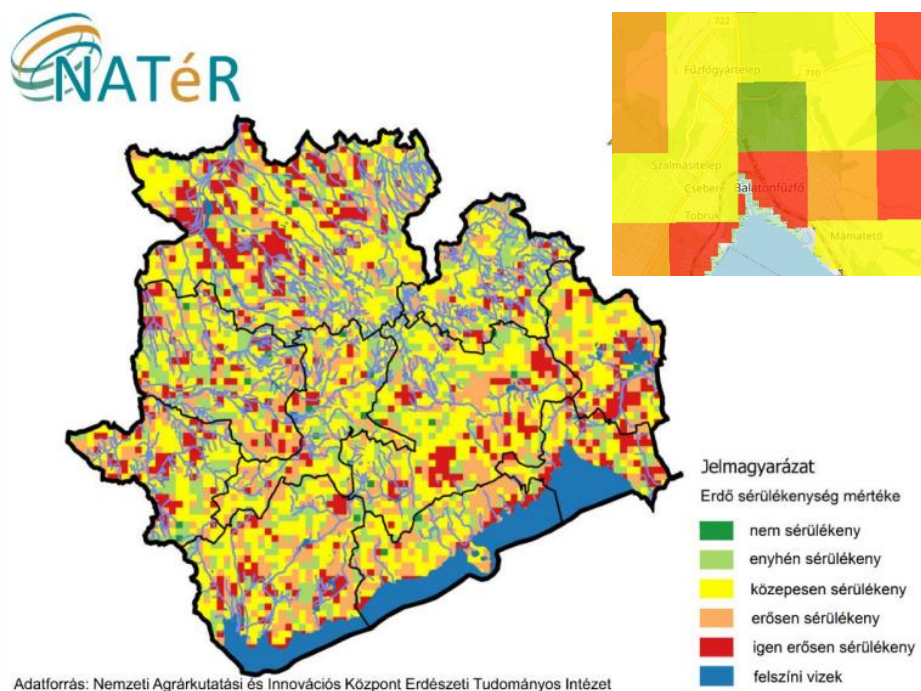 NATéR
722
Fűzfőgyártelep
710
Szalmásitelep
Csebere
Balatonfűzfő
Tobruk
Mámatető
Jelmagyarázat
Erdő sérülékenység mértéke
nem sérülékeny
enyhén sérülékeny
közepesen sérülékeny
erősen sérülékeny
igen erősen sérülékeny
felszíni vizek
Adatforrás: Nemzeti Agrárkutatási és Innovációs Központ Erdészeti Tudományos Intézet